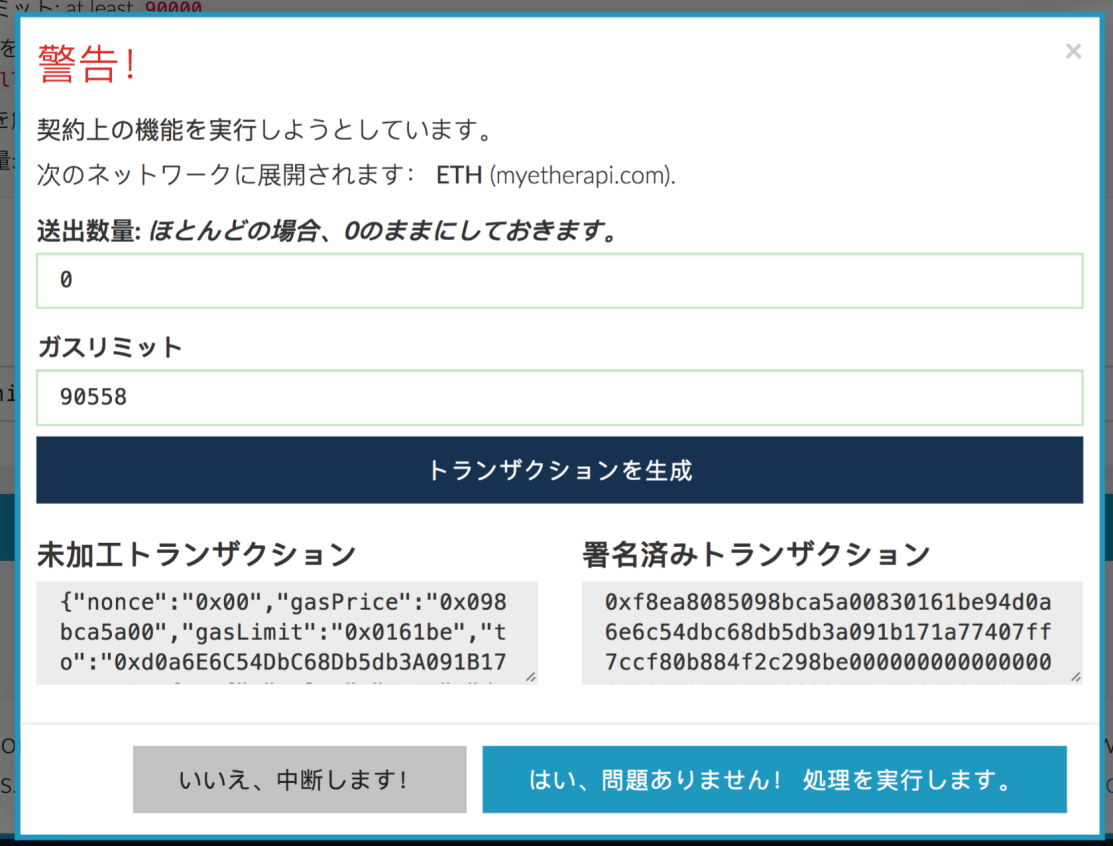 ミット: at least 90000
警告!
×
契約上の機能を実行しようとしています。
次のネットワークに展開されます: ETH (myetherapi.com).
送出数量: ほとんどの場合、0のままにしておきます。
0
ガスリミット
90558
トランザクションを生成
未加工トランザクション
{"nonce":"0x00","gasPrice":"0x098
bca5a00","gasLimit":"0x0161be","t
o":"0xd0a6E6C54DbC68Db5db3A091B17
署名済みトランザクション
0xf8ea8085098bca5a00830161be94d0a
6e6c54dbc68db5db3a091b171a77407ff
7ccf80b884f2c298be000000000000000
いいえ、中断します!
はい、問題ありません! 処理を実行します。